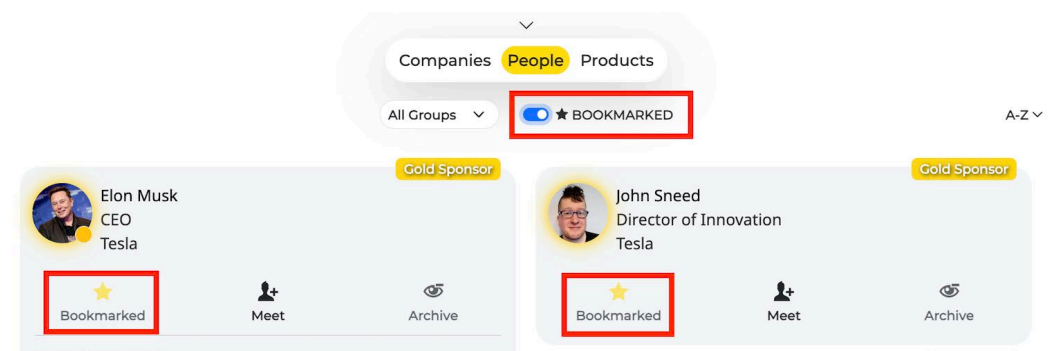 Companies People Products
All Groups
BOOKMARKED
A-Z
Gold Sponsor
Elon Musk
CEO
Tesla
Bookmarked
Meet
Archive
Gold Sponsor
John Sneed
Director of Innovation
Tesla
Bookmarked
Meet
Archive